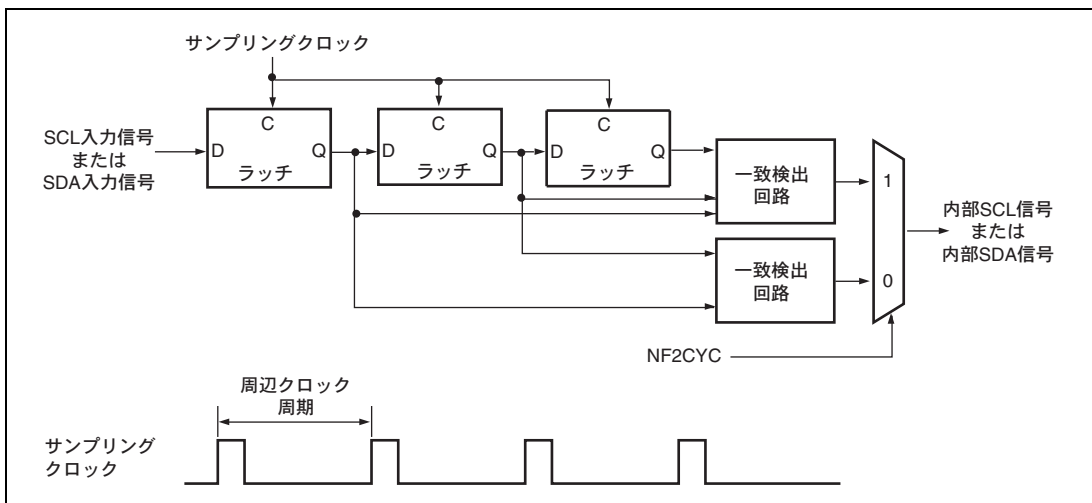 サンプリングクロック
SCL入力信号
または
SDA入力信号
C
D
Q
ラッチ
C
D
Q
ラッチ
C
D
Q
ラッチ
一致検出
回路
一致検出
回路
1
0
内部SCL信号
または
内部SDA信号
NF2CYC
周辺クロック
周期
サンプリング
クロック